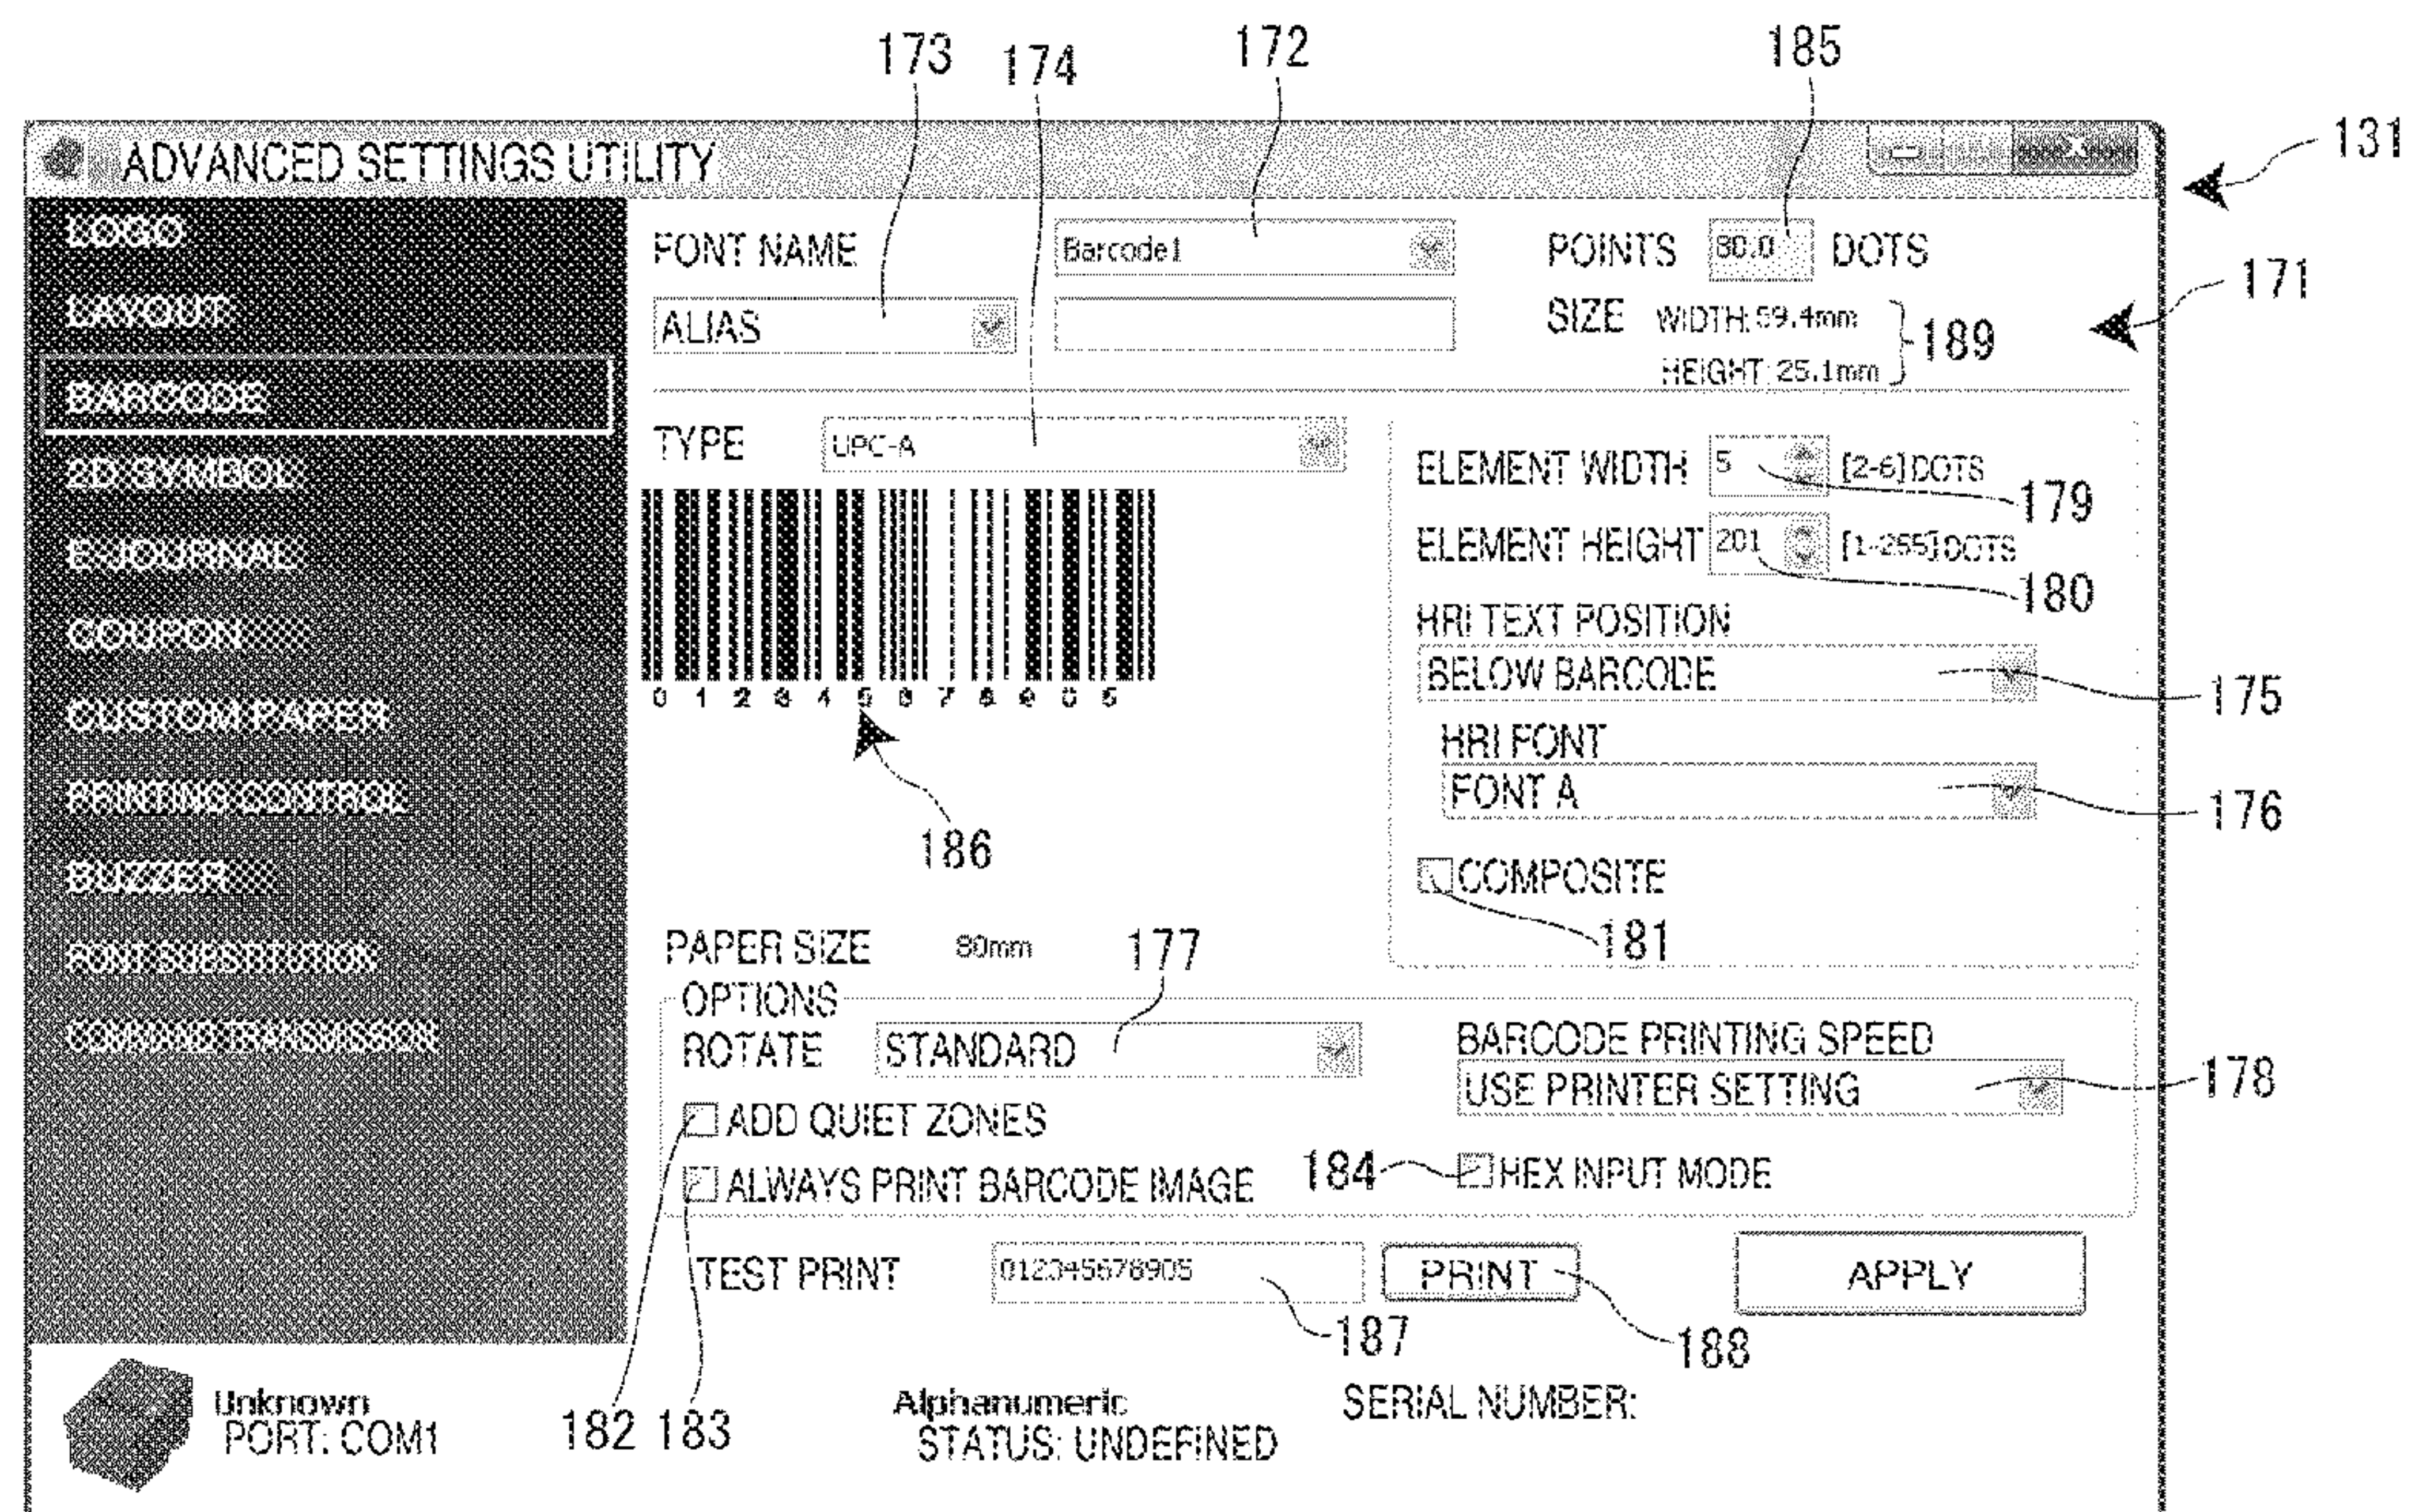 173 174 172 185
131
ADVANCED SETTINGS UTILITY
LOGO
LAYOUT
BARCODE
2D SYMBOL
E-JOURNAL
COUPON
CUSTOM PAPER
PRINTING CONTROL
BUZZER
FONT SUBSTITUTION
COMMAND TRANSMISSION
FONT NAME Barcode1 POINTS 80.0 DOTS
171
ALIAS SIZE WIDTH: 59.4mm
HEIGHT: 25.1mm 189
TYPE UPC-A
ELEMENT WIDTH 5 [2-6]DOTS
179
ELEMENT HEIGHT 201 [1-255]DOTS
180
HRI TEXT POSITION
BELOW BARCODE
175
0 1 2 3 4 5 6 7 8 9 0 5
HRI FONT
FONT A
176
186
COMPOSITE
181
PAPER SIZE 80mm 177
OPTIONS
ROTATE STANDARD
BARCODE PRINTING SPEED
USE PRINTER SETTING
178
ADD QUIET ZONES
ALWAYS PRINT BARCODE IMAGE
184 HEX INPUT MODE
TEST PRINT 012345678905 PRINT APPLY
187 188
182 183
Unknown
PORT: COM1
Alphanumeric
STATUS: UNDEFINED
SERIAL NUMBER: